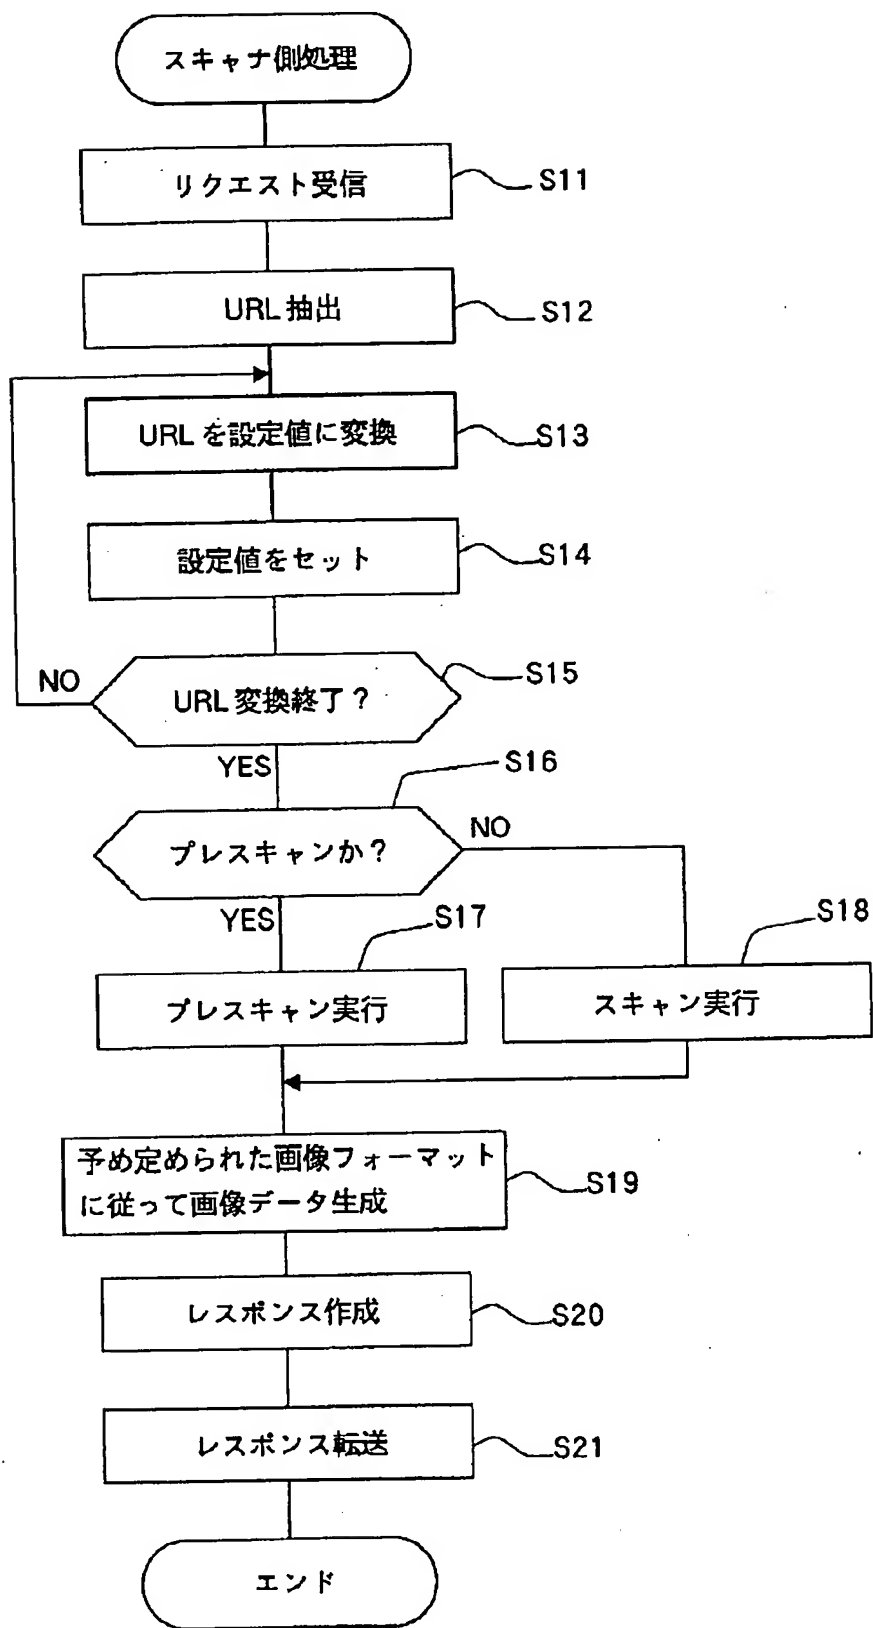 スキャナ側処理
リクエスト受信
S11
URL抽出
S12
URLを設定値に変換
S13
設定値をセット
S14
URL変換終了？
S15
NO
YES
S16
プレスキャンか？
NO
YES
S17
S18
プレスキャン実行
スキャン実行
予め定められた画像フォーマット
に従って画像データ生成
S19
レスポンス作成
S20
レスポンス転送
S21
エンド